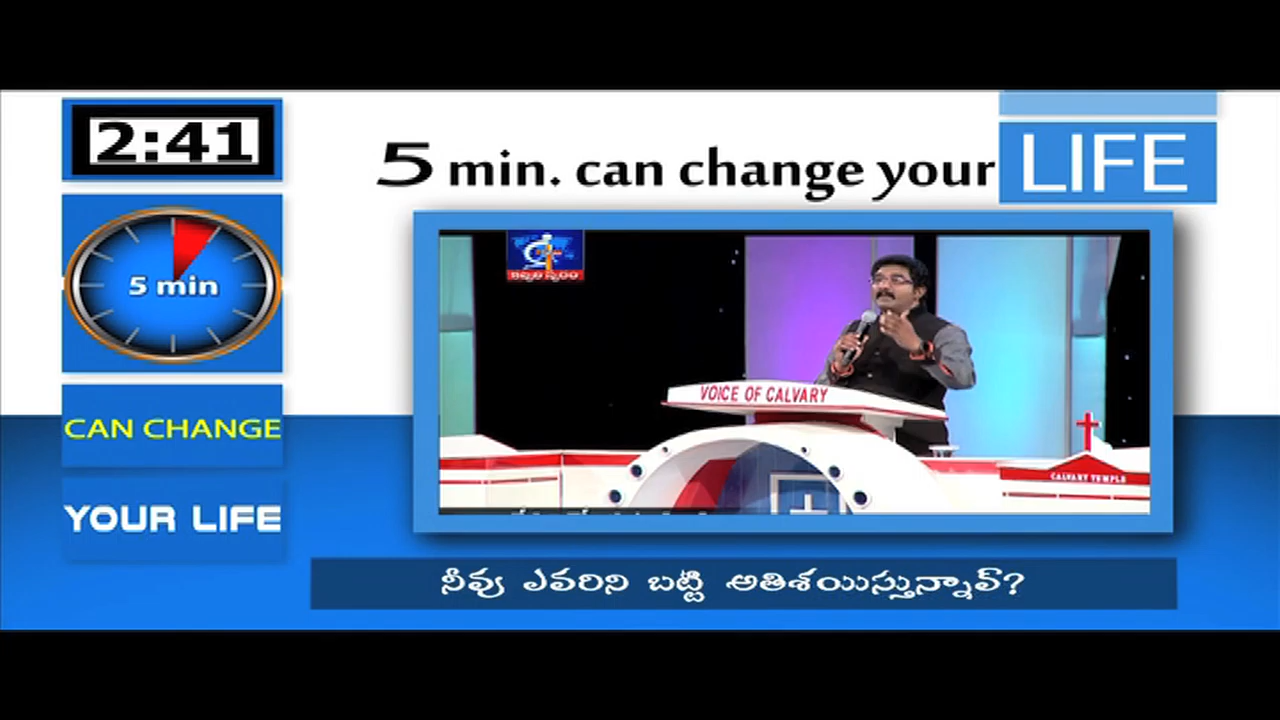 2:41
5 min. can change your LIFE
5 min
CAN CHANGE
YOUR LIFE
VOICE OF CALVARY
CALVARY TEMPLE
నీవు ఎవరిని బట్టి అతిశయిస్తున్నావ్?